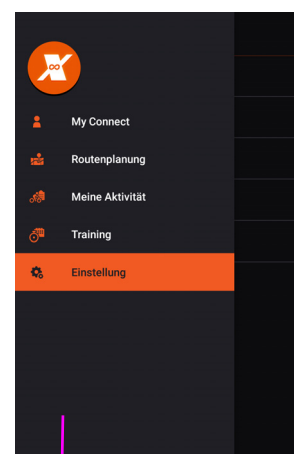 My Connect
Routenplanung
Meine Aktivität
Training
Einstellung